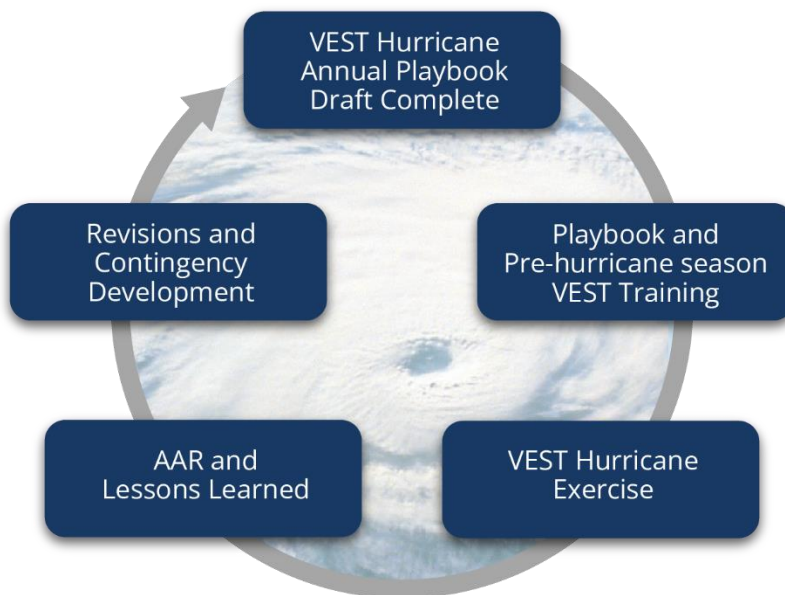 VEST Hurricane
Annual Playbook
Draft Complete
Playbook and
Pre-hurricane season
VEST Training
VEST Hurricane
Exercise
AAR and
Lessons Learned
Revisions and
Contingency
Development